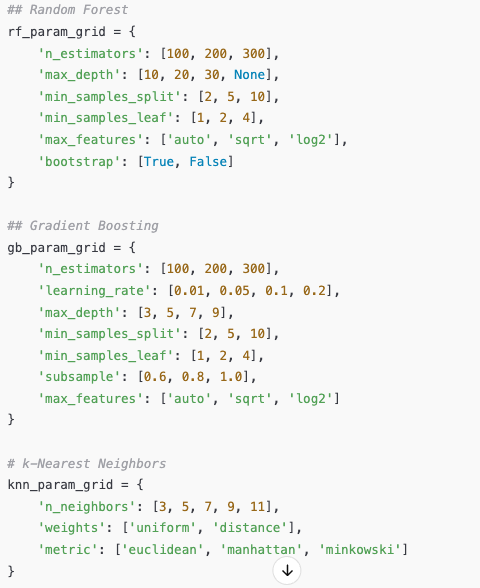 ## Random Forest
rf_param_grid = {
    'n_estimators': [100, 200, 300],
    'max_depth': [10, 20, 30, None],
    'min_samples_split': [2, 5, 10],
    'min_samples_leaf': [1, 2, 4],
    'max_features': ['auto', 'sqrt', 'log2'],
    'bootstrap': [True, False]
}

## Gradient Boosting
gb_param_grid = {
    'n_estimators': [100, 200, 300],
    'learning_rate': [0.01, 0.05, 0.1, 0.2],
    'max_depth': [3, 5, 7, 9],
    'min_samples_split': [2, 5, 10],
    'min_samples_leaf': [1, 2, 4],
    'subsample': [0.6, 0.8, 1.0],
    'max_features': ['auto', 'sqrt', 'log2']
}

# k-Nearest Neighbors
knn_param_grid = {
    'n_neighbors': [3, 5, 7, 9, 11],
    'weights': ['uniform', 'distance'],
    'metric': ['euclidean', 'manhattan', 'minkowski']
}